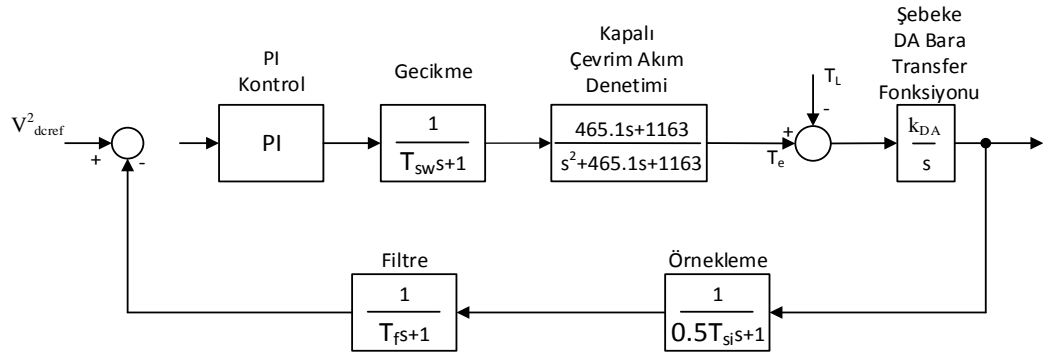 Şebeke
DA Bara
Transfer
Fonksiyonu
Kapalı
Çevrim Akım
Denetimi
PI
Kontrol
Gecikme
T_L
V²_dcref
+
-
PI
1
T_sw s+1
465.1s+1163
s²+465.1s+1163
+
-
T_e
k_DA
s
Filtre
1
T_f s+1
Örnekleme
1
0.5T_si s+1